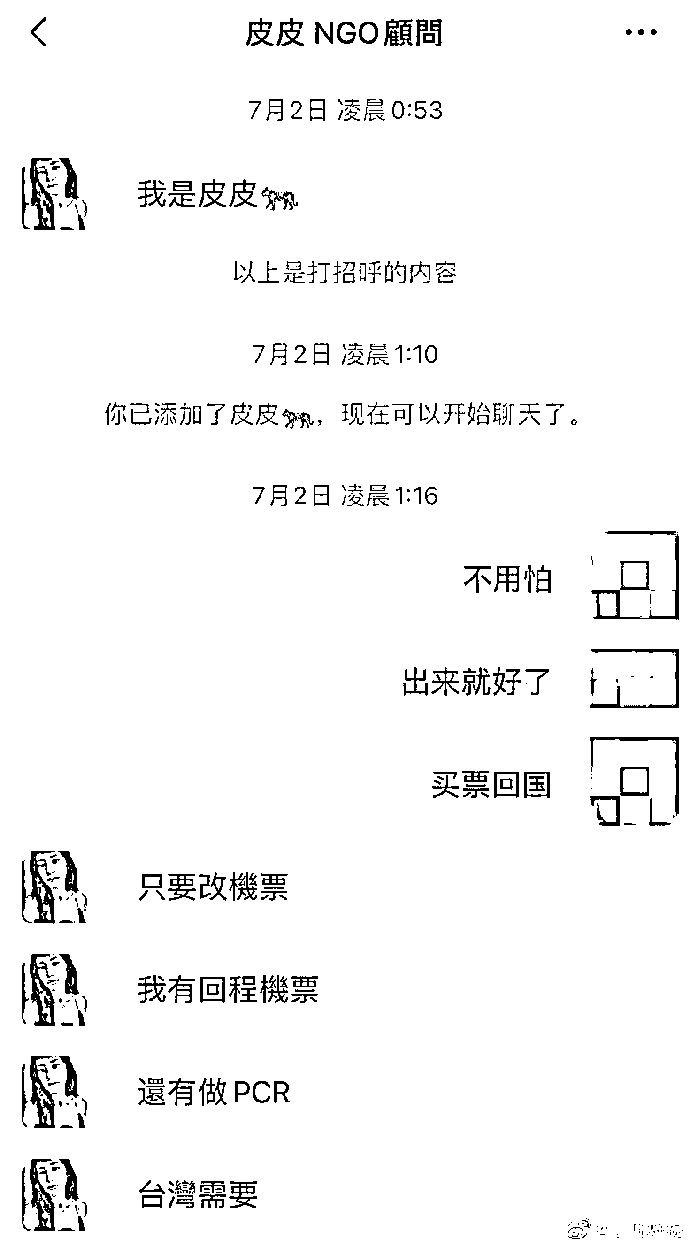 皮皮 NGO顧問
7月2日 凌晨0:53
我是皮皮🐅
以上是打招呼的内容
7月2日 凌晨1:10
你已添加了皮皮🐅，现在可以开始聊天了。
7月2日 凌晨1:16
不用怕
出来就好了
买票回国
只要改機票
我有回程機票
還有做PCR
台灣需要